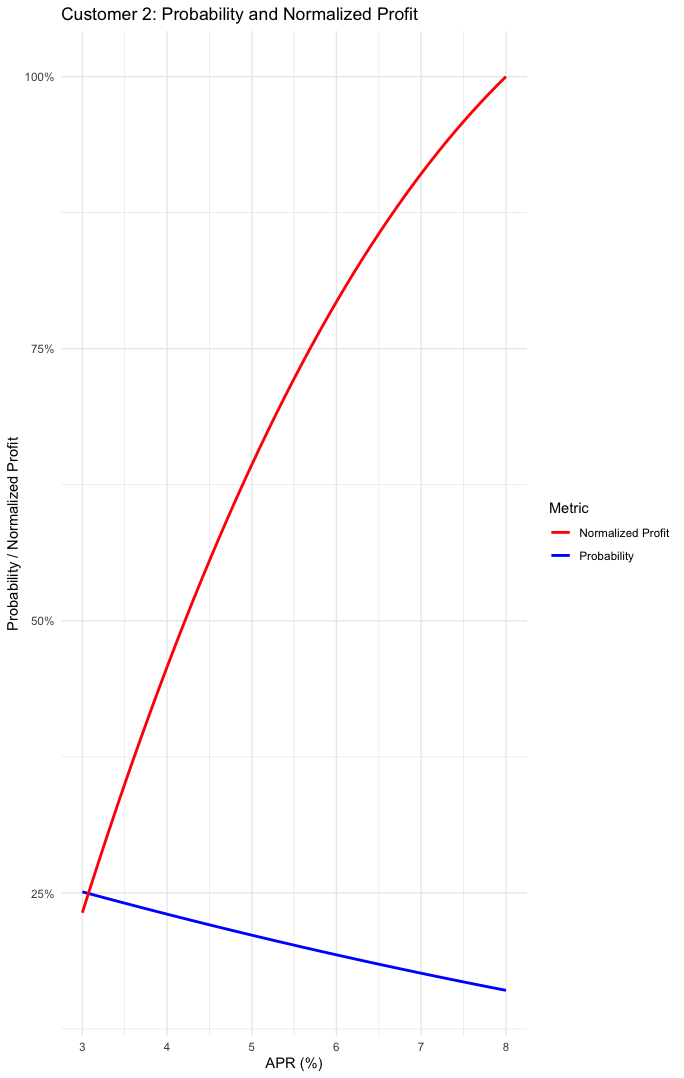 Customer 2: Probability and Normalized Profit
Probability / Normalized Profit
100%
75%
50%
25%
3 4 5 6 7 8
APR (%)
Metric
Normalized Profit
Probability